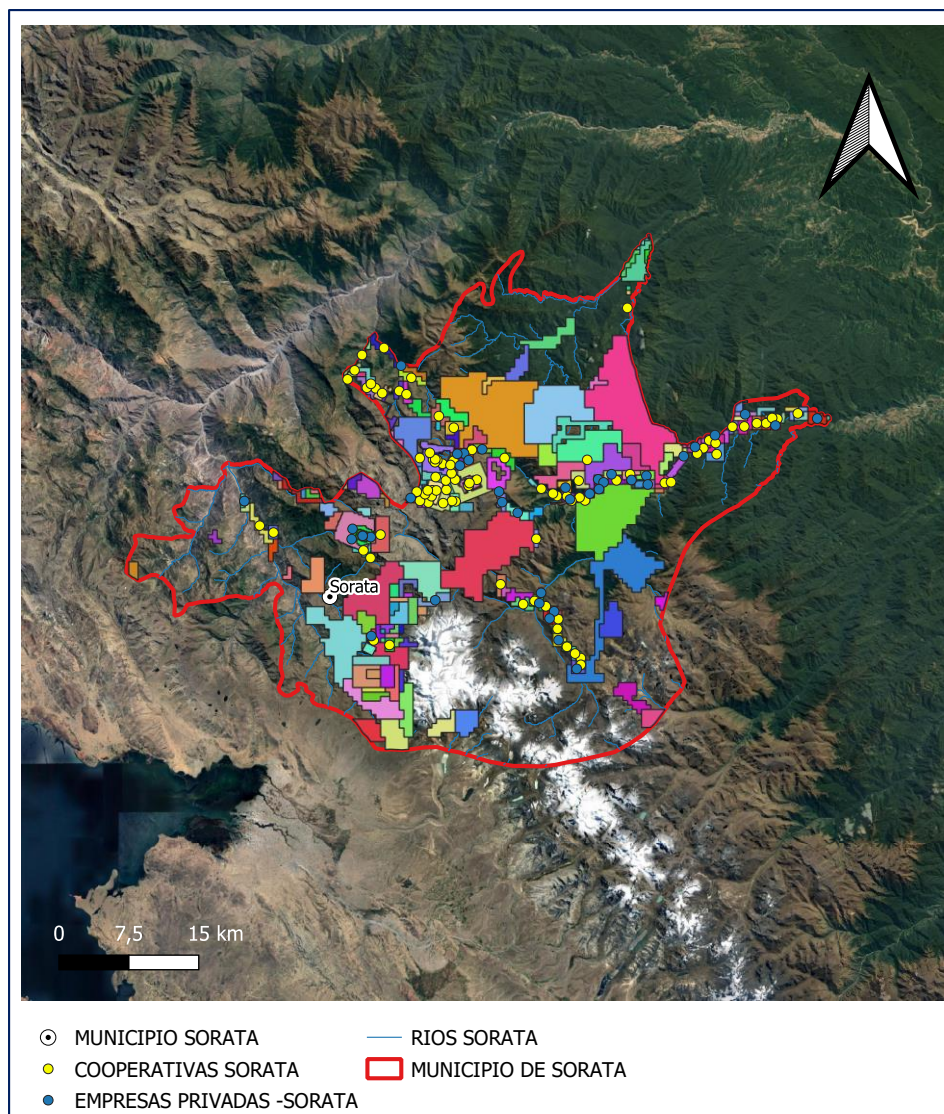 Sorata
0 7,5 15 km
MUNICIPIO SORATA
COOPERATIVAS SORATA
EMPRESAS PRIVADAS -SORATA
RIOS SORATA
MUNICIPIO DE SORATA